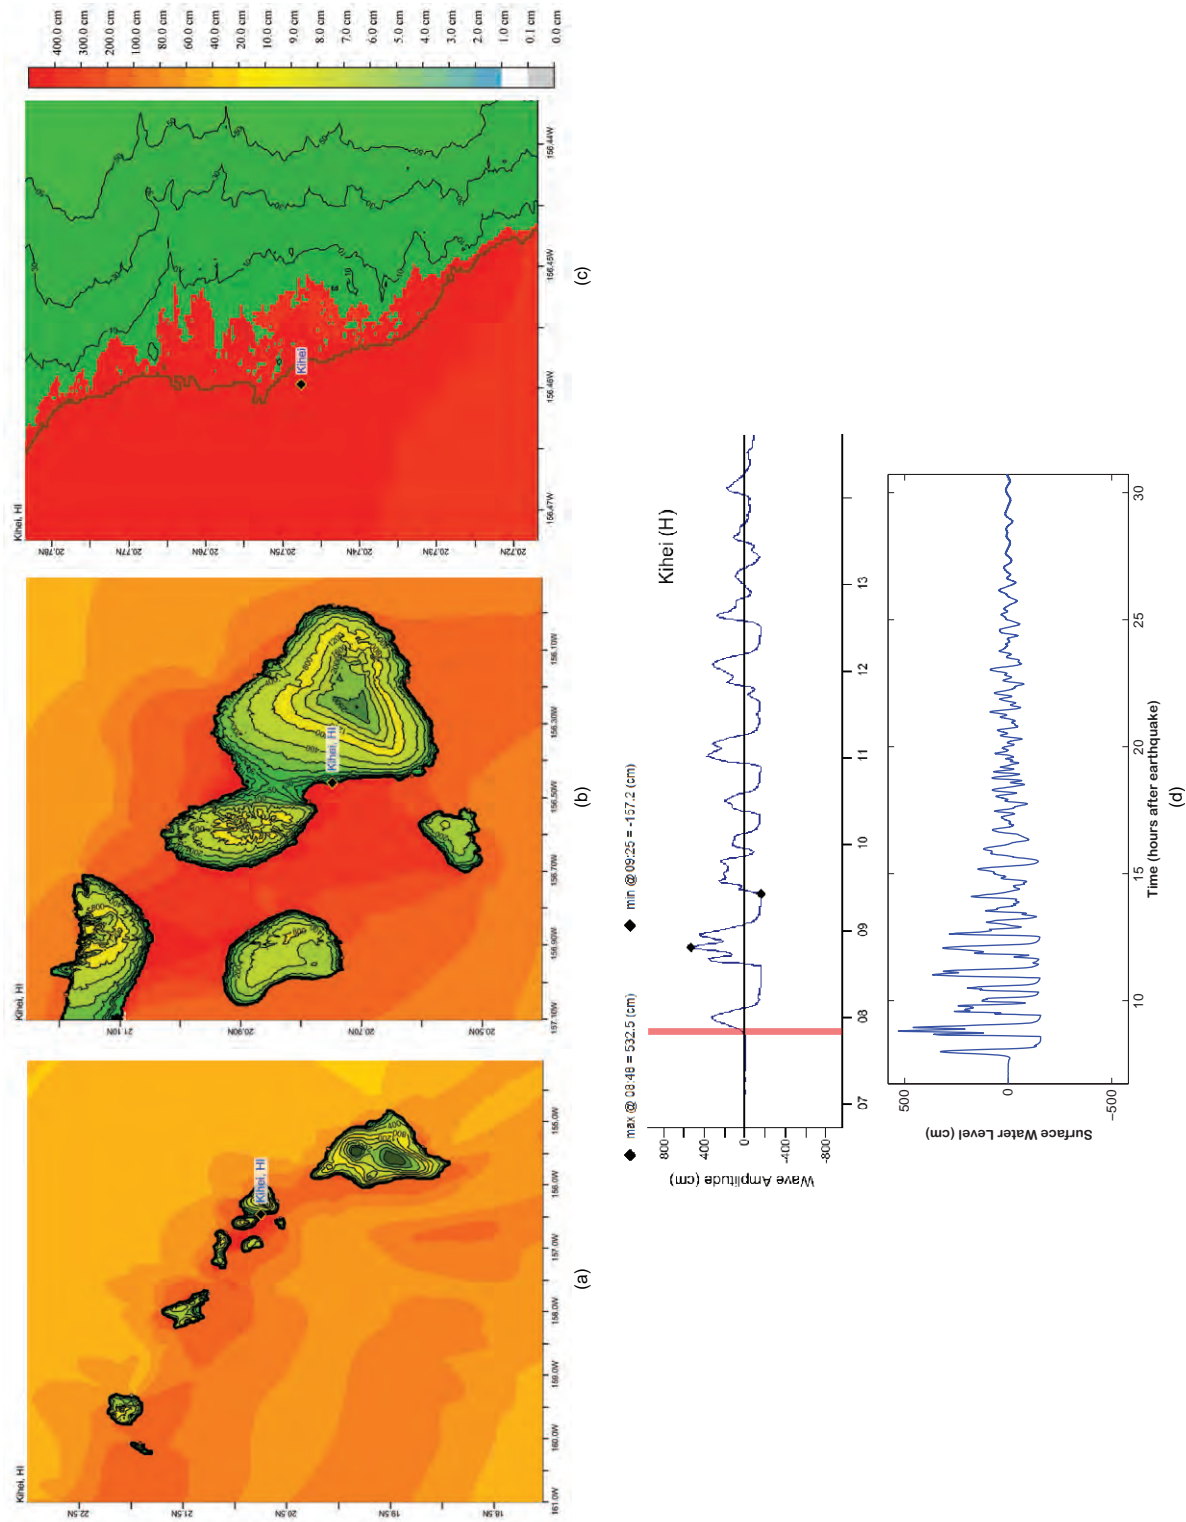 Kihei, HI
22.5N
21.5N
20.5N
19.5N
18.5N
161.0W
160.0W
159.0W
158.0W
157.0W
156.0W
155.0W
Kihei, HI
(a)
Kihei, HI
21.10N
20.90N
20.70N
20.50N
157.10W
156.90W
156.70W
156.50W
156.30W
156.10W
Kihei, HI
(b)
Kihei, HI
20.78N
20.77N
20.76N
20.75N
20.74N
20.73N
20.72N
156.47W
156.46W
156.45W
156.44W
Kihei
(c)
400.0 cm
300.0 cm
200.0 cm
100.0 cm
80.0 cm
60.0 cm
40.0 cm
20.0 cm
10.0 cm
9.0 cm
8.0 cm
7.0 cm
6.0 cm
5.0 cm
4.0 cm
3.0 cm
2.0 cm
1.0 cm
0.1 cm
0.0 cm
max @ 08:48 = 532.5 (cm)
min @ 09:25 = -167.2 (cm)
Kihei (H)
Wave Amplitude (cm)
800
400
0
-400
-800
07
08
09
10
11
12
13
Surface Water Level (cm)
500
0
-500
10
15
20
25
30
Time (hours after earthquake)
(d)